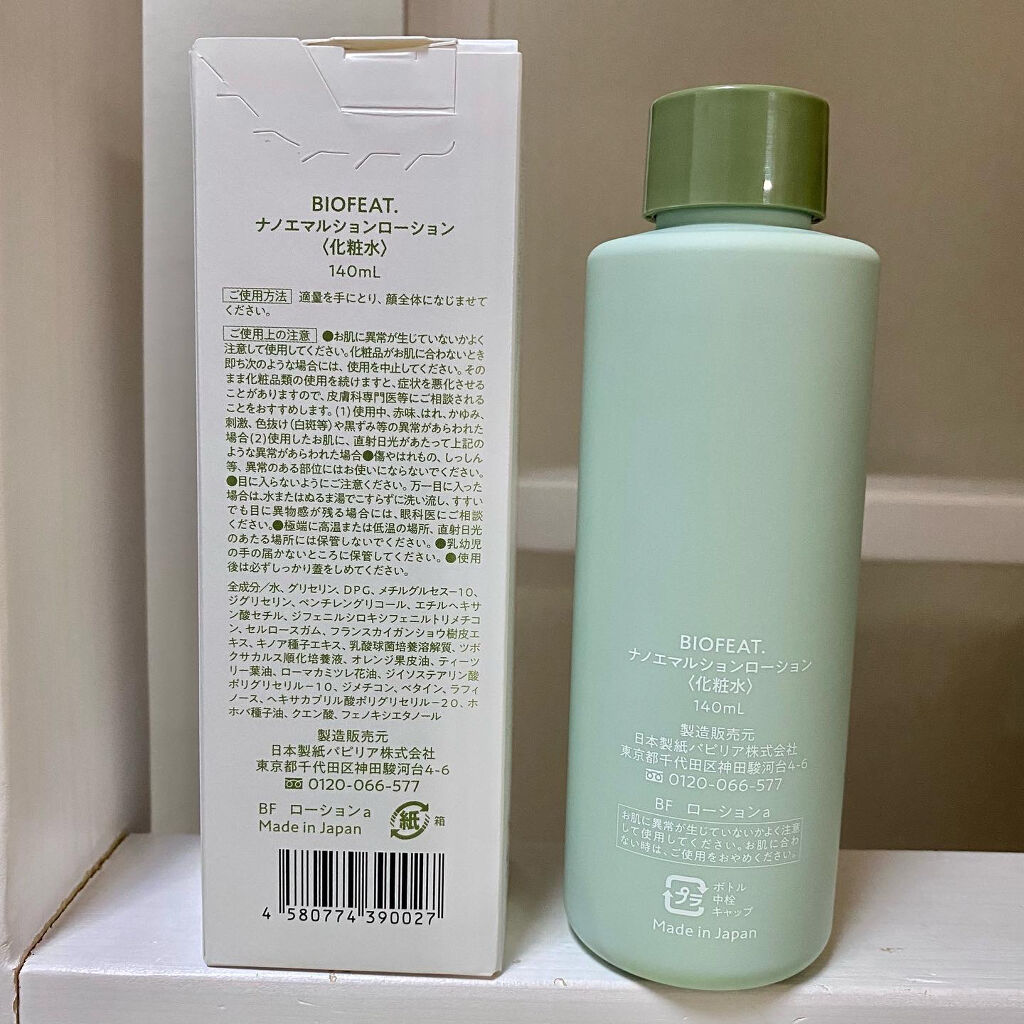 BIOFEAT.
ナノエマルションローション
〈化粧水〉
140mL
ご使用方法 適量を手にとり、顔全体になじませて
ください。
ご使用上の注意 ●お肌に異常が生じていないかよく
注意して使用してください。化粧品がお肌に合わないとき
即ち次のような場合には、使用を中止してください。その
まま化粧品類の使用を続けますと、症状を悪化させる
ことがありますので、皮膚科専門医等にご相談される
ことをおすすめします。(1)使用中、赤味、はれ、かゆみ、
刺激、色抜け(白斑等)や黒ずみ等の異常があらわれた
場合(2)使用したお肌に、直射日光があたって上記の
ような異常があらわれた場合●傷やはれもの、しっしん
等、異常のある部位にはお使いにならないでください。
●目に入らないようにご注意ください。万一目に入った
場合は、水またはぬるま湯でこすらずに洗い流し、すすい
でも目に異物感が残る場合には、眼科医にご相談
ください。●極端に高温または低温の場所、直射日光
のあたる場所には保管しないでください。●乳幼児
の手の届かないところに保管してください。●使用
後は必ずしっかり蓋をしめてください。
全成分/水、グリセリン、DPG、メチルグルセス-10、
ジグリセリン、ペンチレングリコール、エチルヘキサ
ン酸セチル、ジフェニルシロキシフェニルトリメチコ
ン、セルロースガム、フランスカイガンショウ樹皮エ
キス、キノア種子エキス、乳酸球菌培養溶解質、ツボ
クサカルス順化培養液、オレンジ果皮油、ティーツ
リー葉油、ローマカミツレ花油、ジイソステアリン酸
ポリグリセリル-10、ジメチコン、ベタイン、ラフィ
ノース、ヘキサカプリル酸ポリグリセリル-20、ホ
ホバ種子油、クエン酸、フェノキシエタノール
製造販売元
日本製紙パピリア株式会社
東京都千代田区神田駿河台4-6
0120-066-577
BF ローションa
Made in Japan
紙 箱
4 580774 390027
BIOFEAT.
ナノエマルションローション
〈化粧水〉
140mL
製造販売元
日本製紙パピリア株式会社
東京都千代田区神田駿河台4-6
0120-066-577
BF ローションa
お肌に異常が生じていないかよく注意
して使用してください。お肌に合わ
ない時は、ご使用をおやめください。
プラ
ボトル
中栓
キャップ
Made in Japan